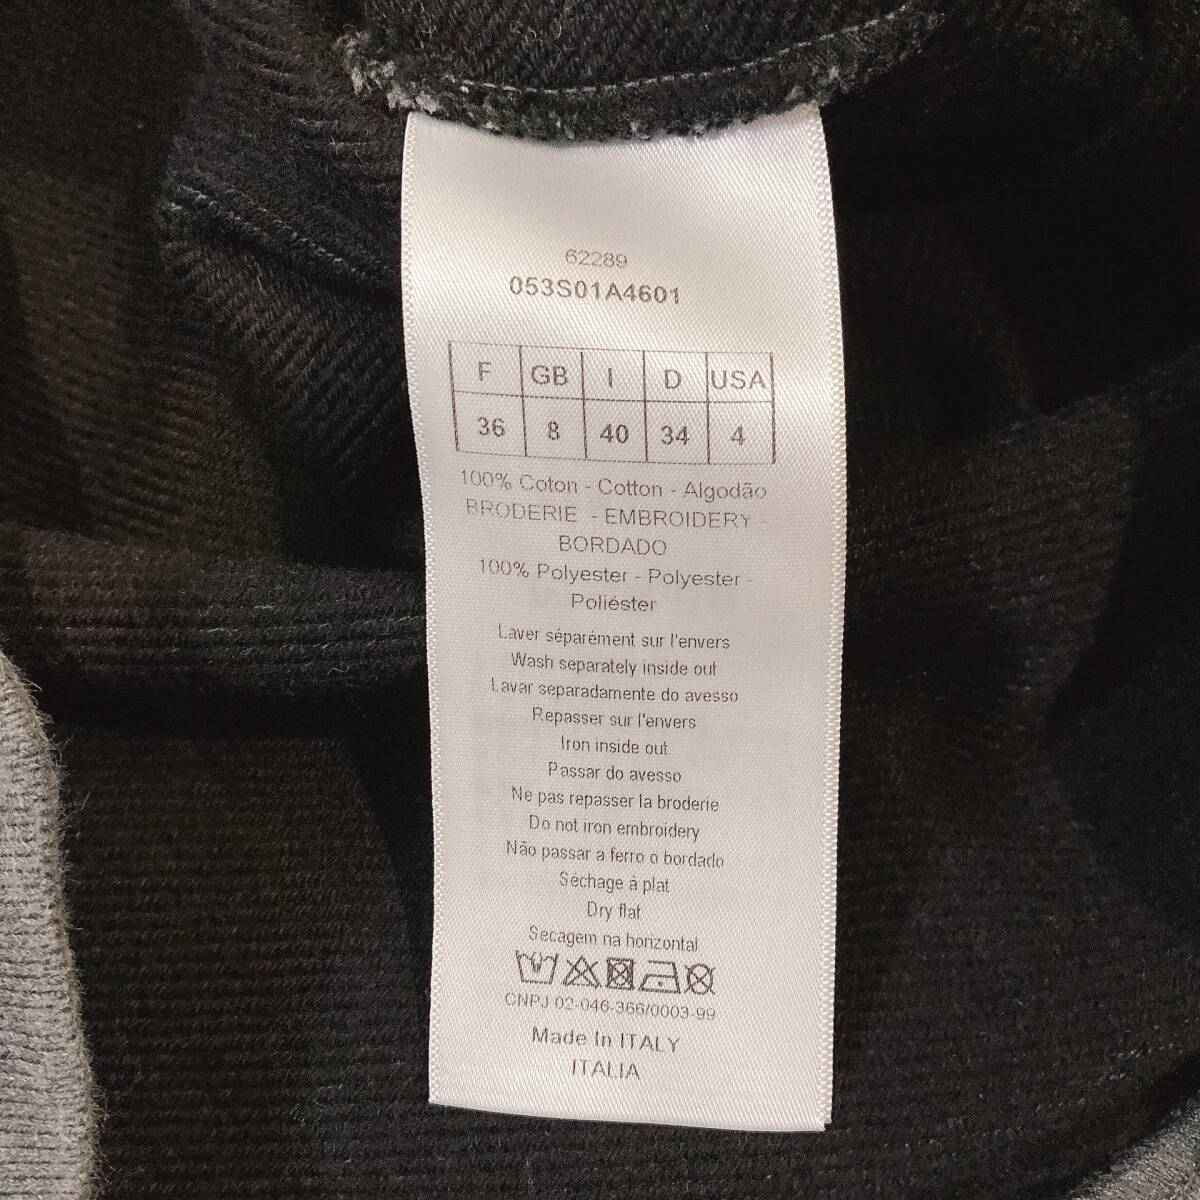 62289
053S01A4601
F GB I D USA
36 8 40 34 4
100% Coton - Cotton - Algodão
BRODERIE - EMBROIDERY -
BORDADO
100% Polyester - Polyester -
Poliéster
Laver séparément sur l'envers
Wash separately inside out
Lavar separadamente do avesso
Repasser sur l'envers
Iron inside out
Passar do avesso
Ne pas repasser la broderie
Do not iron embroidery
Não passar a ferro o bordado
Sechage à plat
Dry flat
Secagem na horizontal
CNPJ 02-046-366/0003-99
Made In ITALY
ITALIA